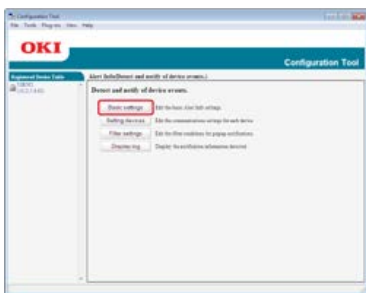 Configuration Tool
File Tools Plug-ins View Help
OKI
Configuration Tool
Registered Device Table
Alert Info(Detect and notify of device events.)
Detect and notify of device events.
Basic settings Edit the basic Alert Info settings.
Setting devices Edit the communications settings for each device
Filter settings Edit the filter conditions for popup notifications
Display log Display the notification information detected